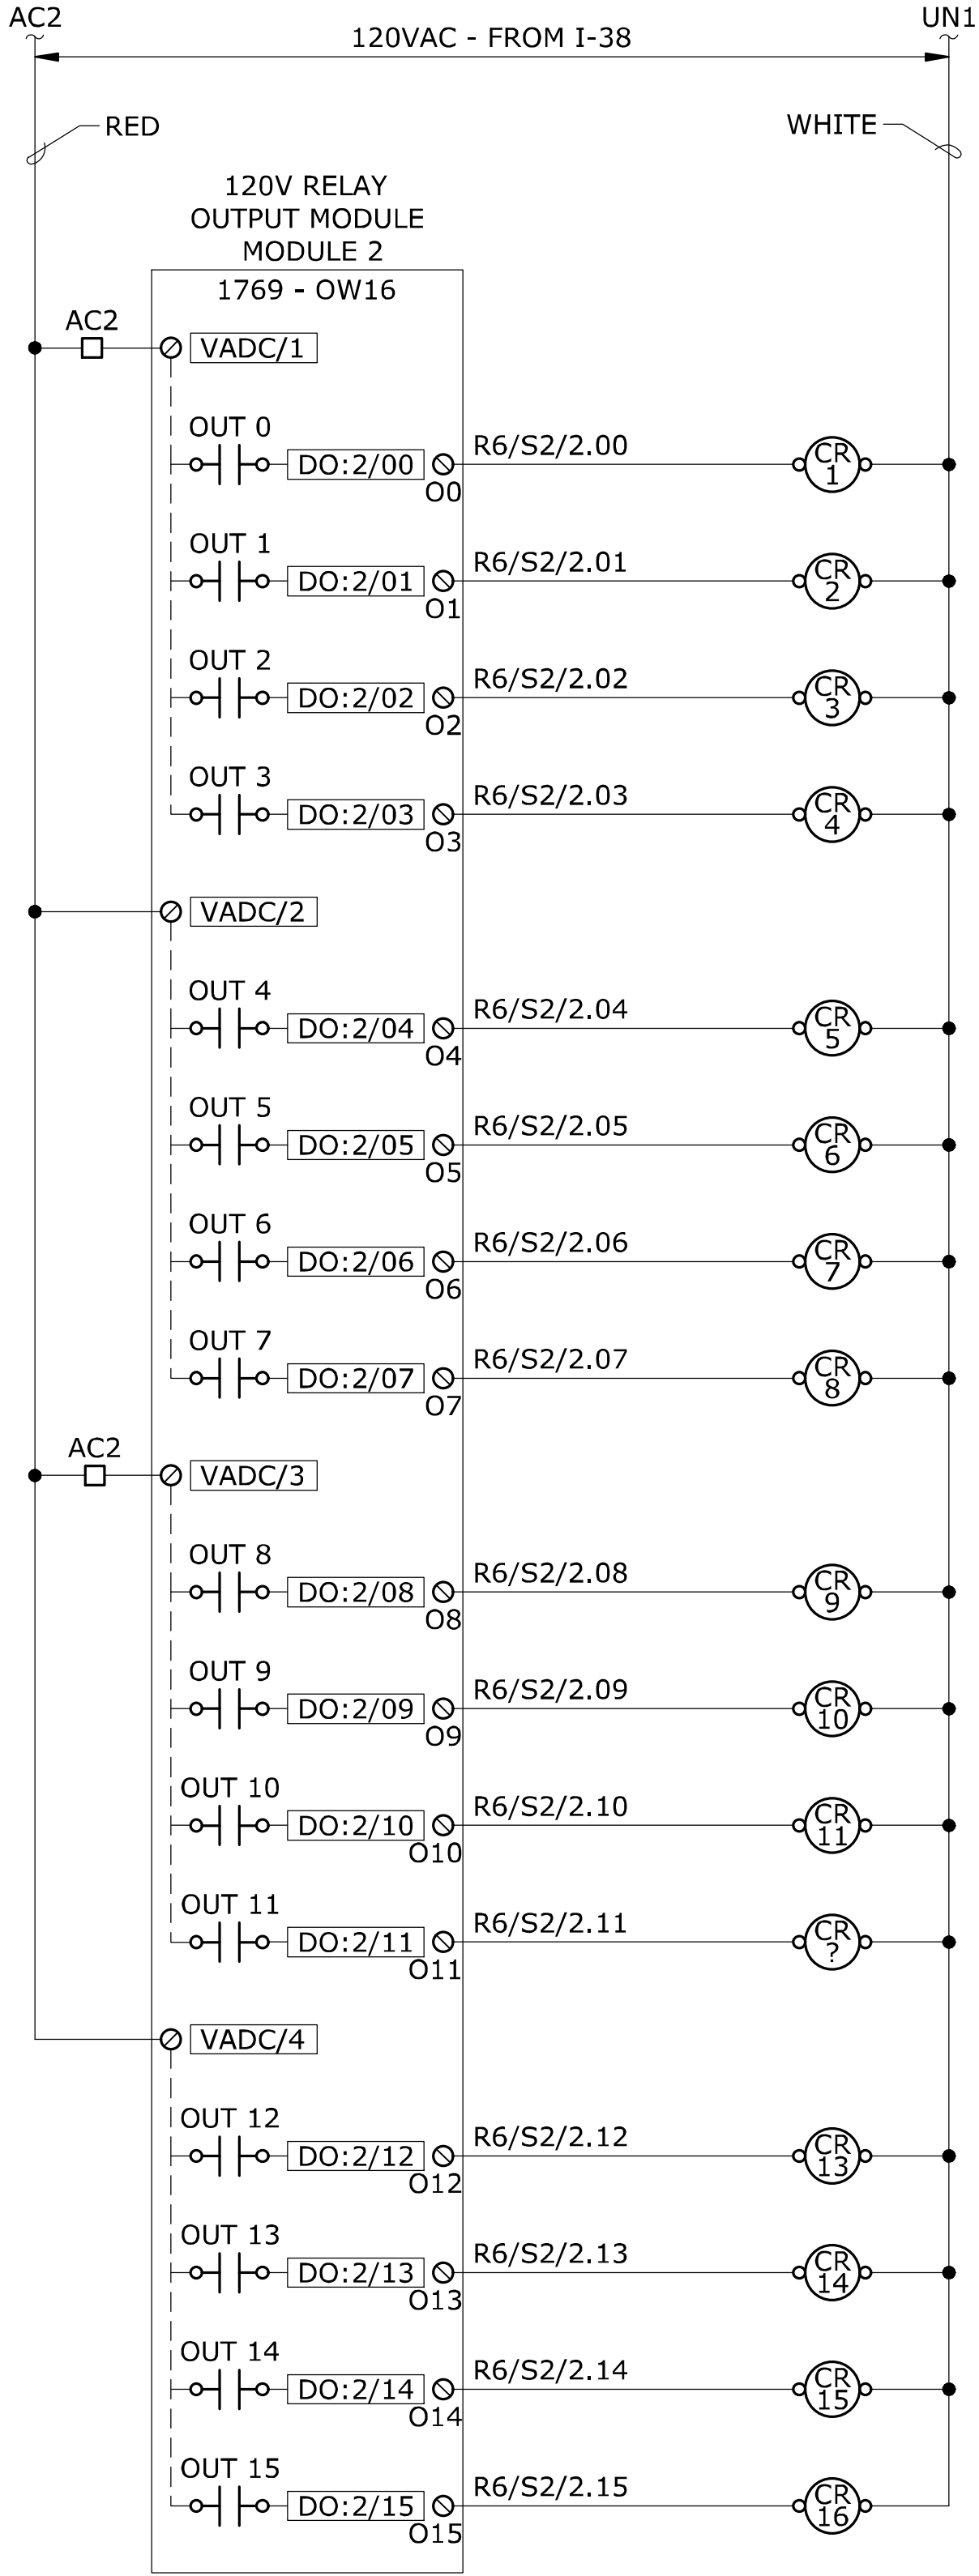 AC2
UN1
120VAC - FROM I-38
RED
WHITE
120V RELAY
OUTPUT MODULE
MODULE 2
1769 - OW16
AC2
VADC/1
OUT 0
DO:2/00
O0
R6/S2/2.00
CR
1
OUT 1
DO:2/01
O1
R6/S2/2.01
CR
2
OUT 2
DO:2/02
O2
R6/S2/2.02
CR
3
OUT 3
DO:2/03
O3
R6/S2/2.03
CR
4
VADC/2
OUT 4
DO:2/04
O4
R6/S2/2.04
CR
5
OUT 5
DO:2/05
O5
R6/S2/2.05
CR
6
OUT 6
DO:2/06
O6
R6/S2/2.06
CR
7
OUT 7
DO:2/07
O7
R6/S2/2.07
CR
8
AC2
VADC/3
OUT 8
DO:2/08
O8
R6/S2/2.08
CR
9
OUT 9
DO:2/09
O9
R6/S2/2.09
CR
10
OUT 10
DO:2/10
O10
R6/S2/2.10
CR
11
OUT 11
DO:2/11
O11
R6/S2/2.11
CR
?
VADC/4
OUT 12
DO:2/12
O12
R6/S2/2.12
CR
13
OUT 13
DO:2/13
O13
R6/S2/2.13
CR
14
OUT 14
DO:2/14
O14
R6/S2/2.14
CR
15
OUT 15
DO:2/15
O15
R6/S2/2.15
CR
16